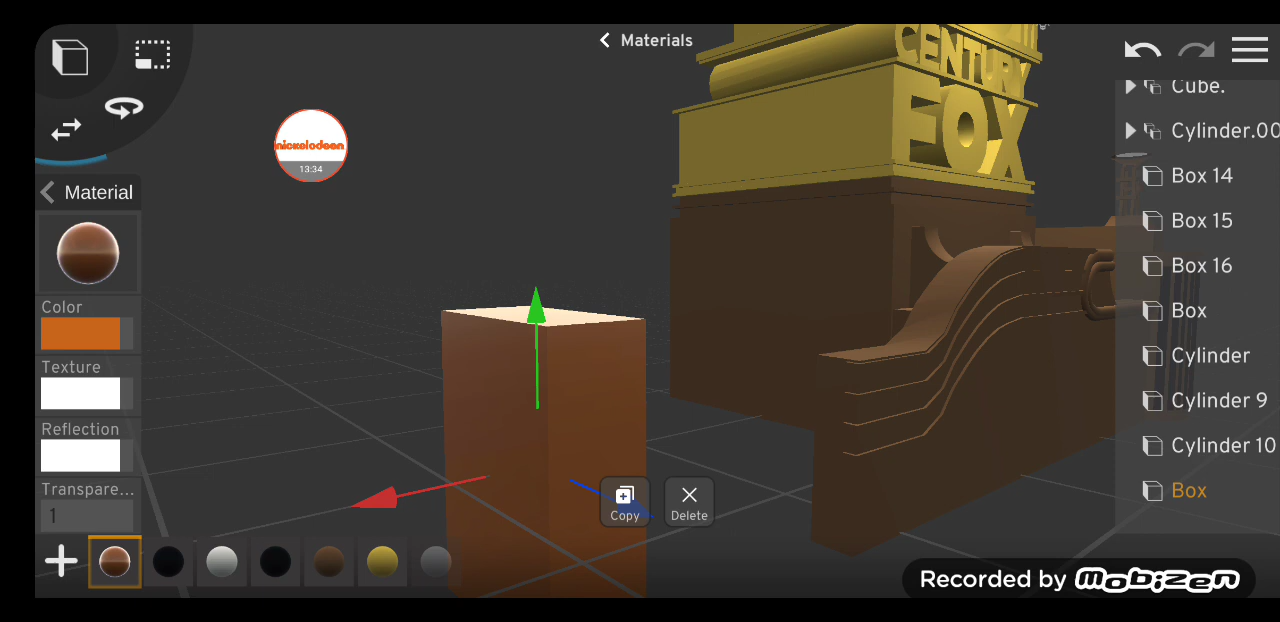 Materials
CENTURY
FOX
nickelodeon
13:34
Material
Color
Texture
Reflection
Transpare...
1
Copy
Delete
Cube.
Cylinder.00
Box 14
Box 15
Box 16
Box
Cylinder
Cylinder 9
Cylinder 10
Box
Recorded by Mobizen